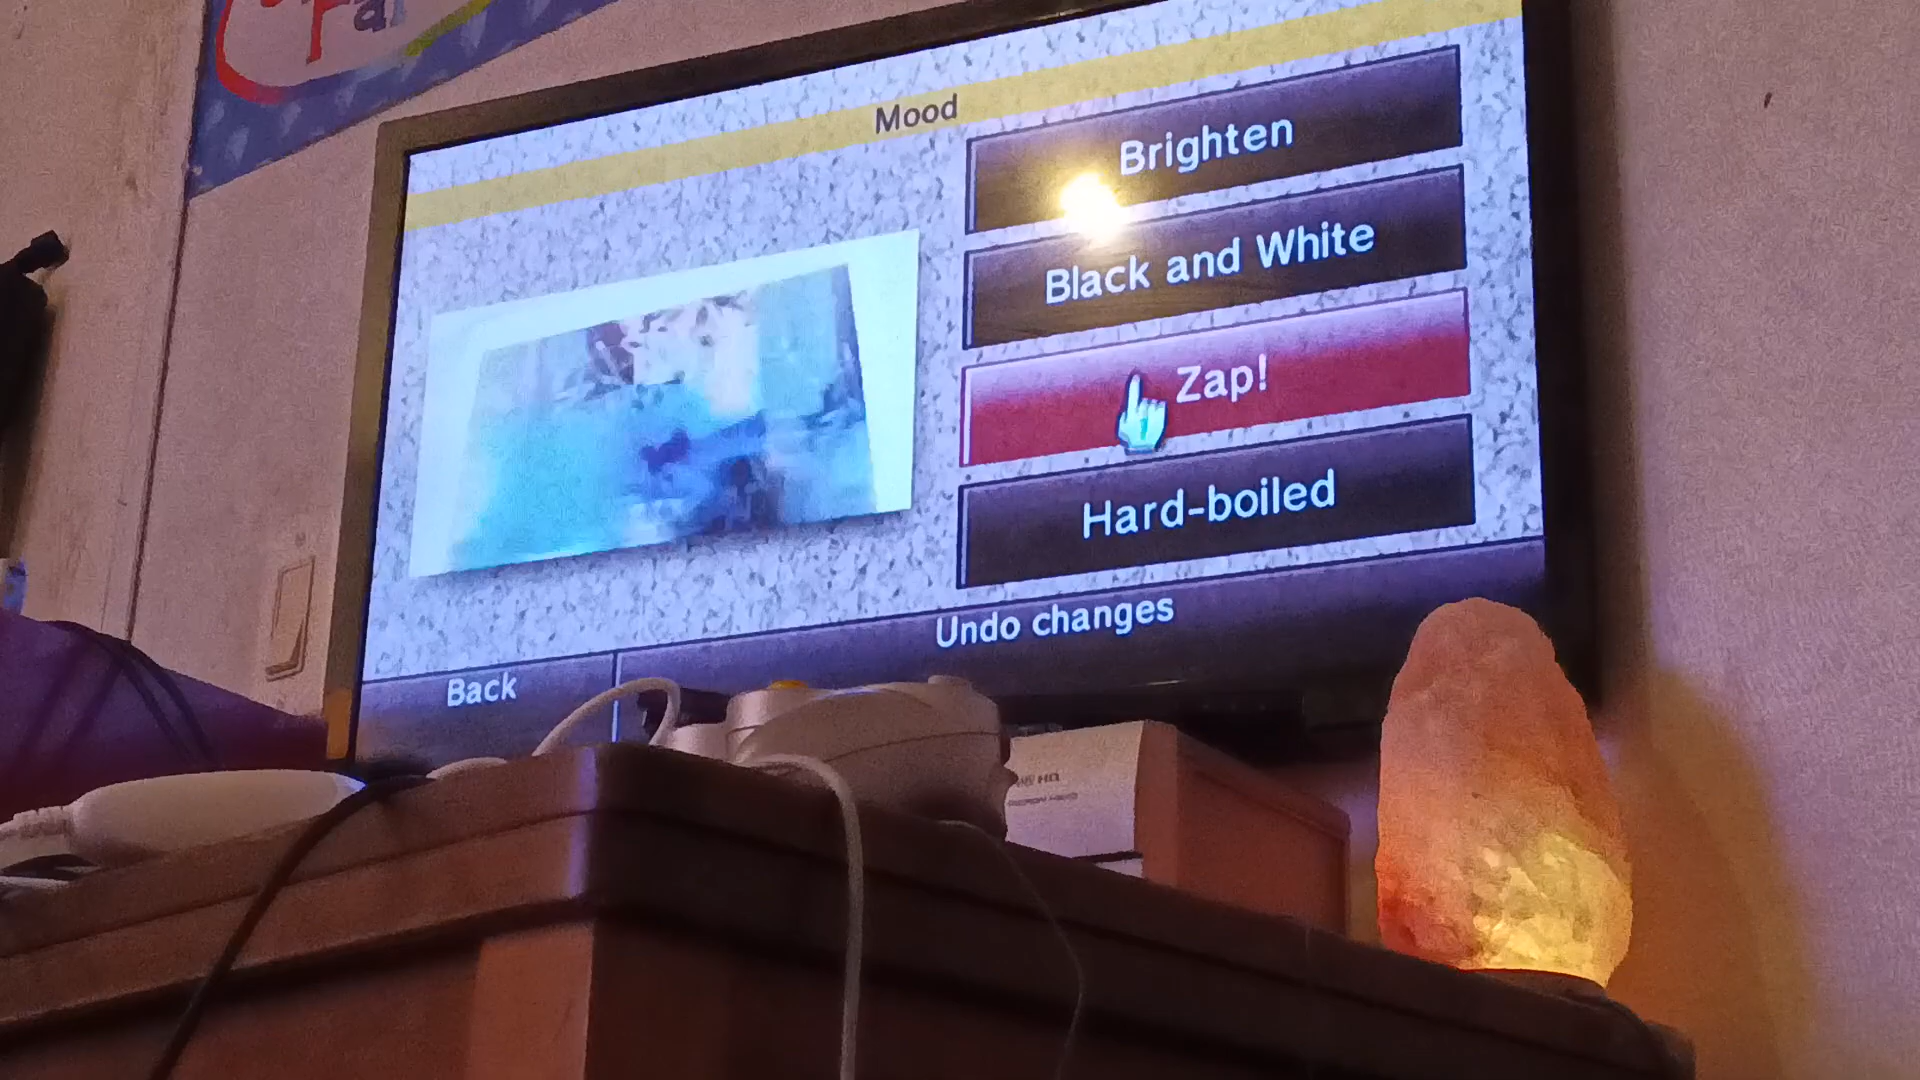 Mood
Brighten
Black and White
Zap!
Hard-boiled
Undo changes
Back